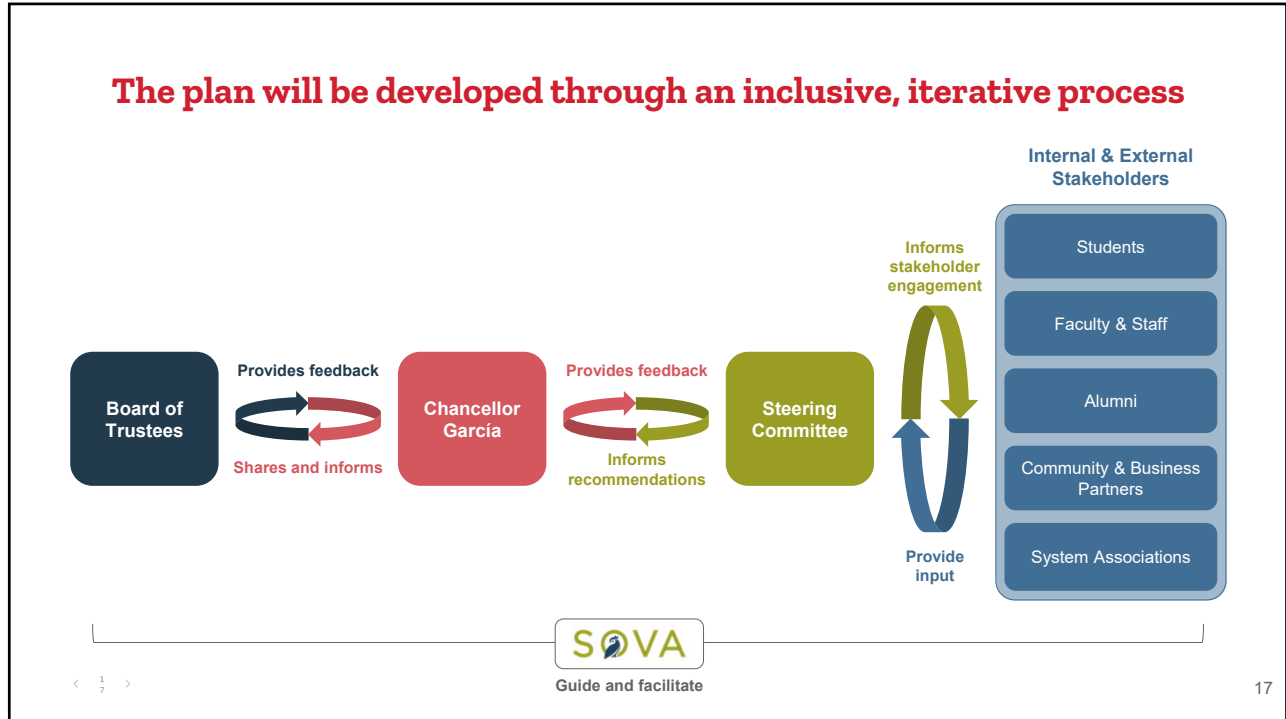 The plan will be developed through an inclusive, iterative process
Board of
Trustees
Provides feedback
Shares and informs
Chancellor
García
Provides feedback
Informs
recommendations
Steering
Committee
Informs
stakeholder
engagement
Provide
input
Internal & External
Stakeholders
Students
Faculty & Staff
Alumni
Community & Business
Partners
System Associations
SOVA
Guide and facilitate
1
7
17